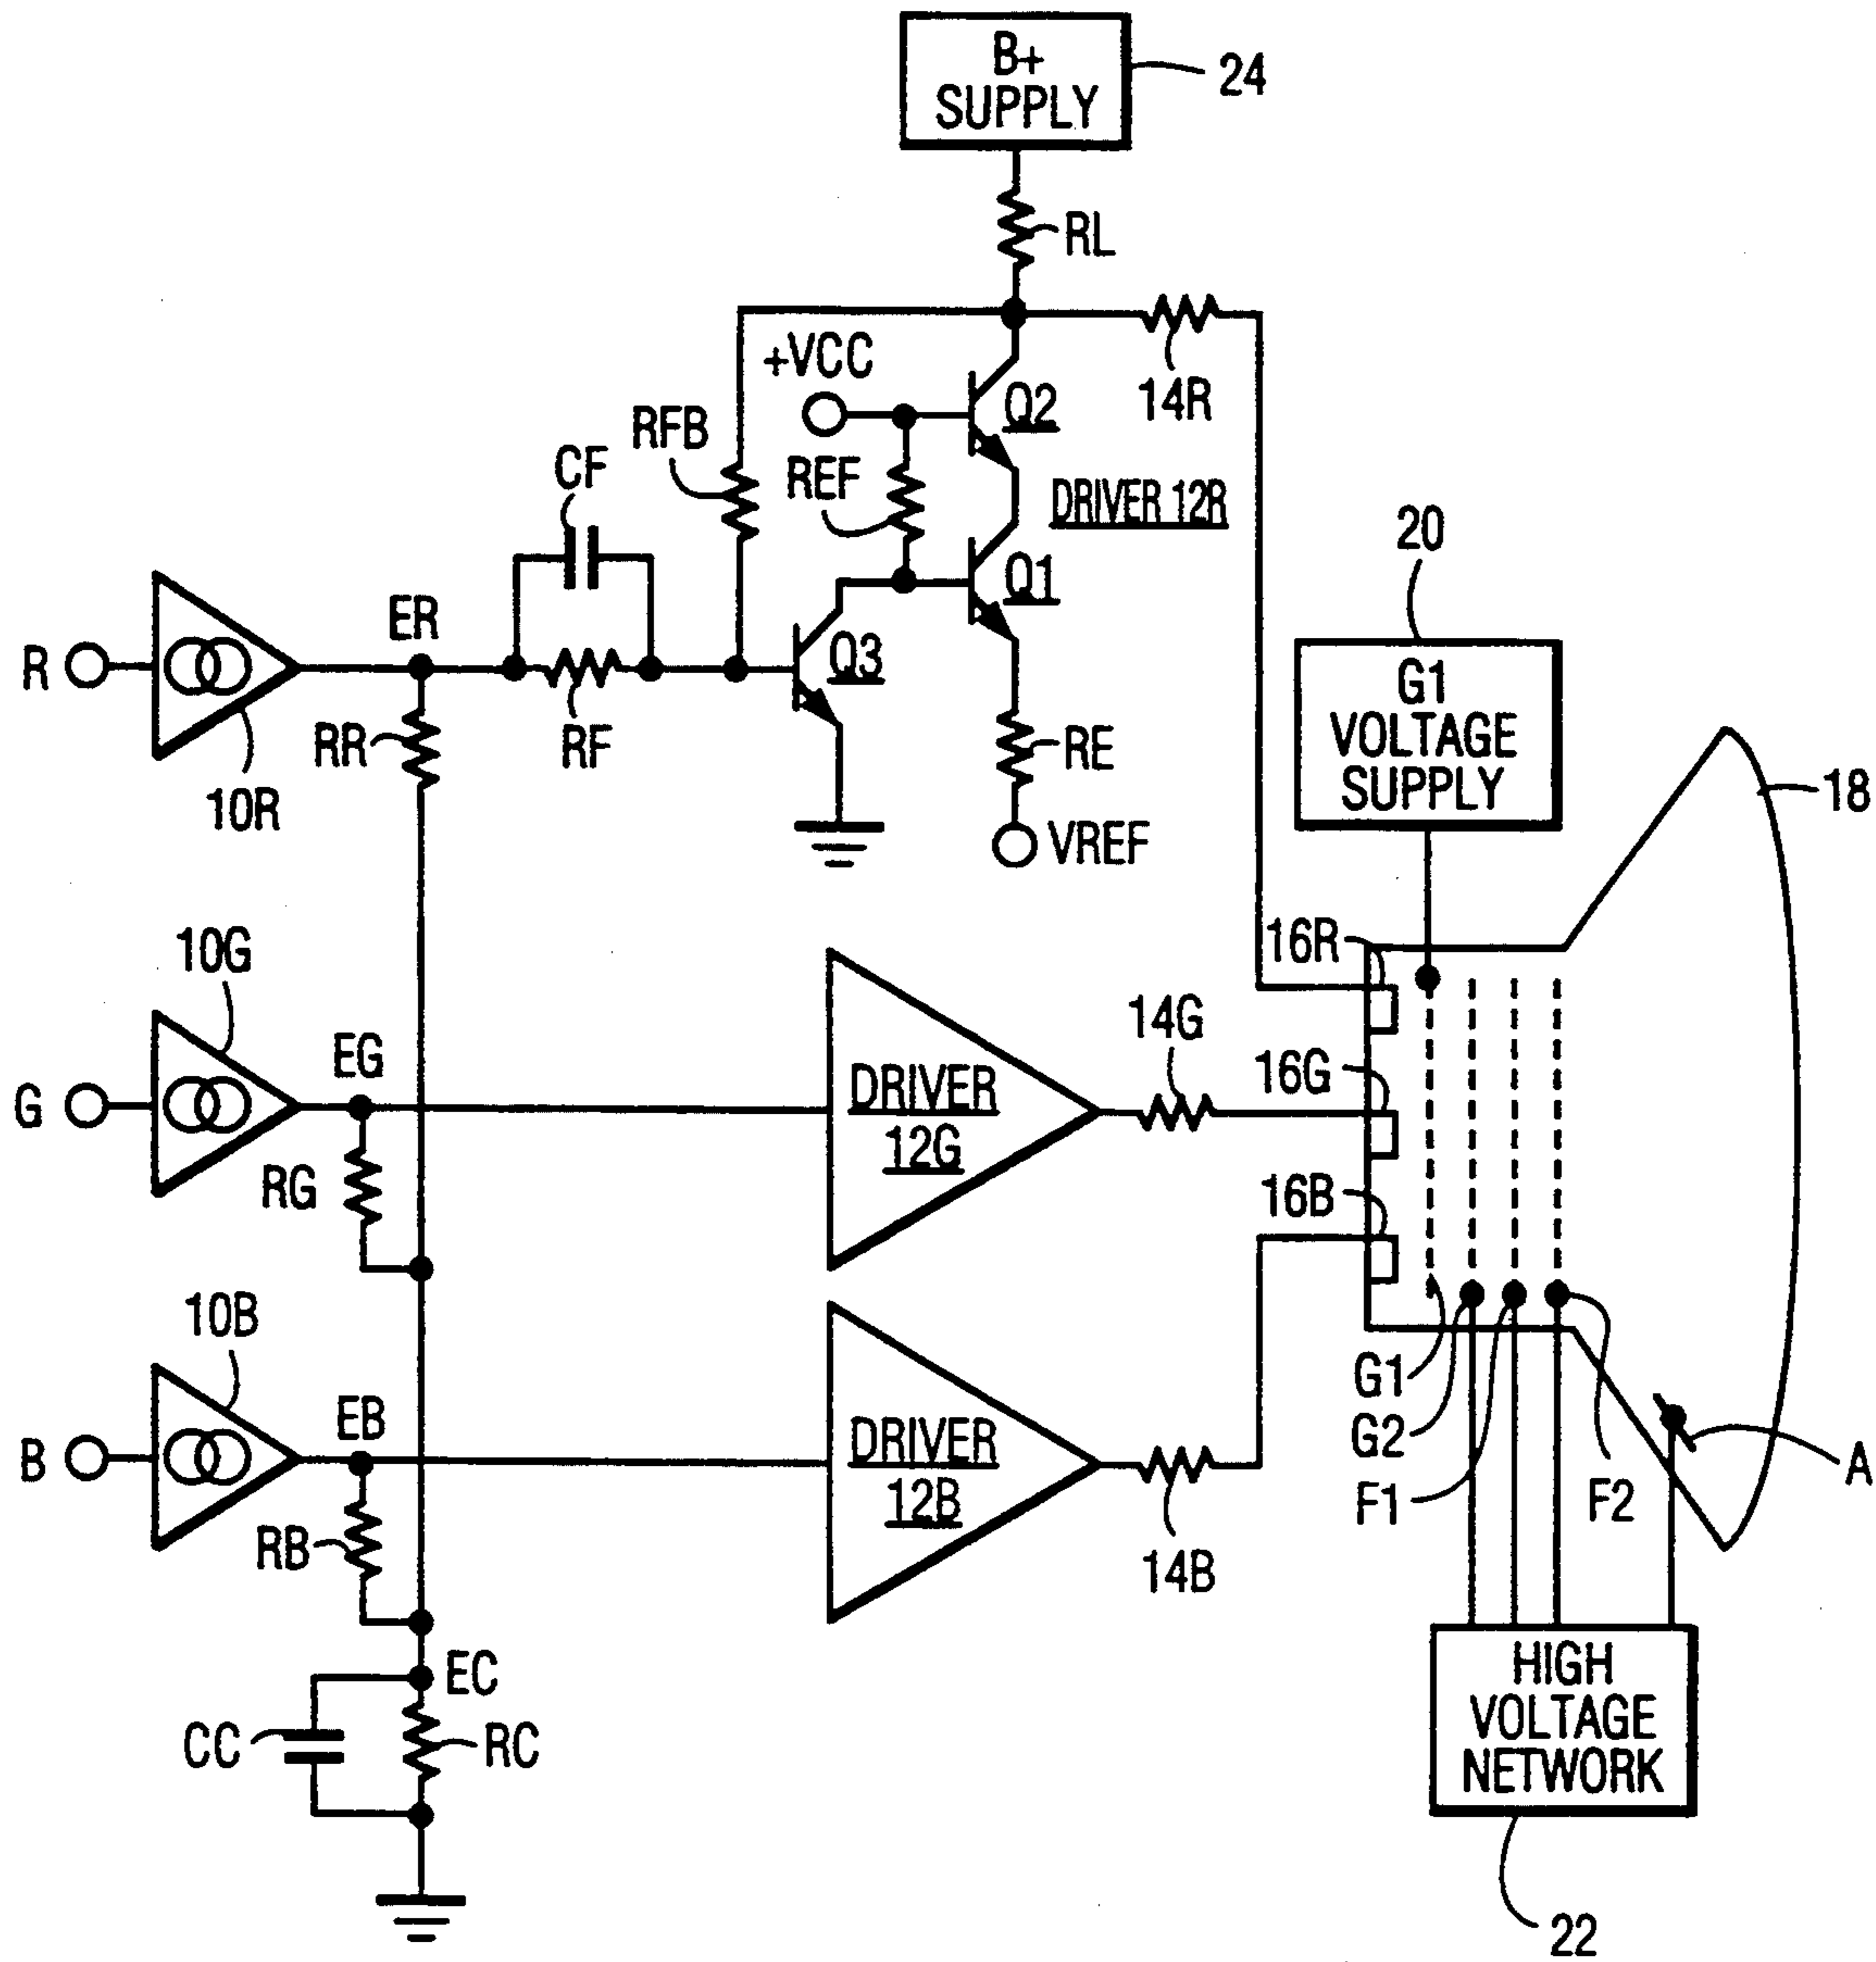 B+
SUPPLY
24
RL
+VCC
Q2
14R
RFB
REF
CF
DRIVER 12R
20
Q1
ER
R
Q3
G1
VOLTAGE
SUPPLY
RR
RF
RE
18
10R
VREF
10G
16R
14G
EG
16G
G
DRIVER
12G
RG
16B
10B
G1
EB
G2
DRIVER
12B
A
B
F1
F2
RB
14B
EC
HIGH
VOLTAGE
NETWORK
CC
RC
22